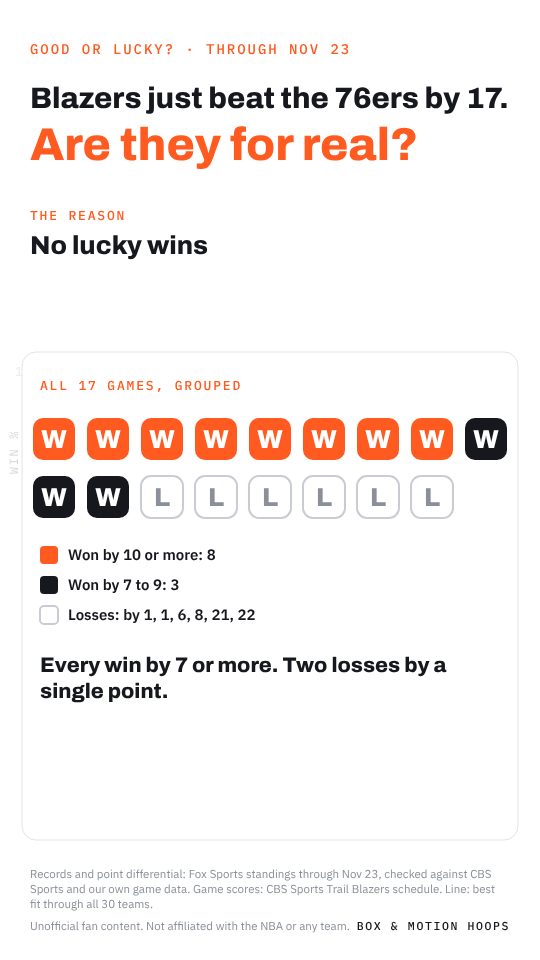 GOOD OR LUCKY? · THROUGH NOV 23
Blazers just beat the 76ers by 17.
Are they for real?
THE REASON
No lucky wins
1
WIN %
ALL 17 GAMES, GROUPED
W W W W W W W W W
W W L L L L L L
Won by 10 or more: 8
Won by 7 to 9: 3
Losses: by 1, 1, 6, 8, 21, 22
Every win by 7 or more. Two losses by a
single point.
Records and point differential: Fox Sports standings through Nov 23, checked against CBS
Sports and our own game data. Game scores: CBS Sports Trail Blazers schedule. Line: best
fit through all 30 teams.
Unofficial fan content. Not affiliated with the NBA or any team. BOX & MOTION HOOPS